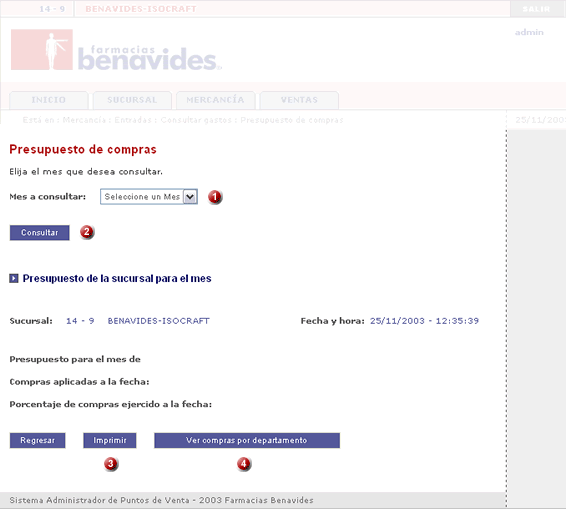 14 - 9 BENAVIDES-ISOCRAFT SALIR
admin
farmacias
benavides
INICIO SUCURSAL MERCANCÍA VENTAS
Esta en : Mercancía : Entradas : Consultar gastos : Presupuesto de compras 25/11/200
Presupuesto de compras
Elija el mes que desea consultar.
Mes a consultar: Seleccione un Mes 1
Consultar 2
Presupuesto de la sucursal para el mes
Sucursal: 14 - 9 BENAVIDES-ISOCRAFT Fecha y hora: 25/11/2003 - 12:35:39
Presupuesto para el mes de
Compras aplicadas a la fecha:
Porcentaje de compras ejercido a la fecha:
Regresar Imprimir Ver compras por departamento
3 4
Sistema Administrador de Puntos de Venta - 2003 Farmacias Benavides